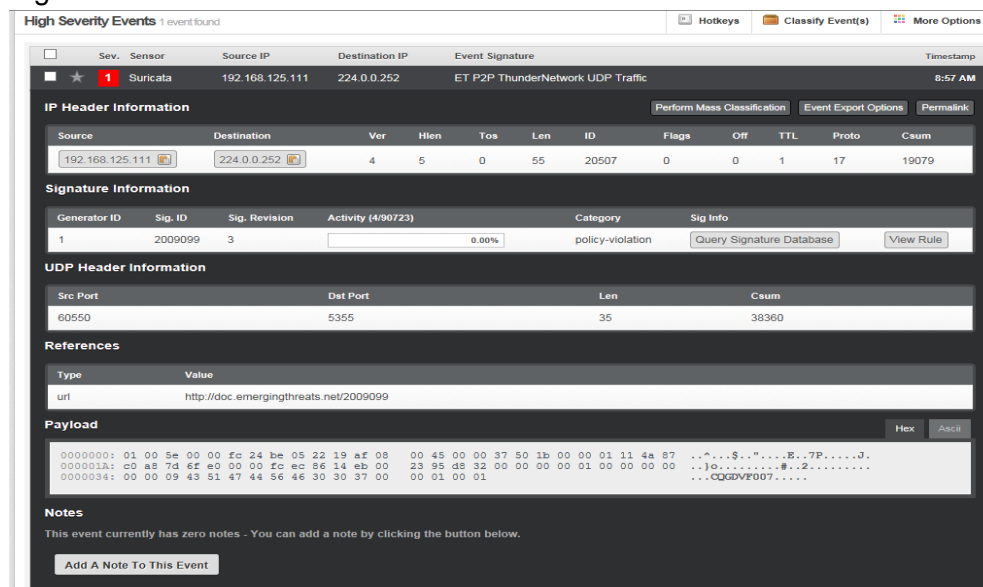 High Severity Events 1 event found
Hotkeys Classify Event(s) More Options
Sev. Sensor Source IP Destination IP Event Signature Timestamp
1 Suricata 192.168.125.111 224.0.0.252 ET P2P ThunderNetwork UDP Traffic 8:57 AM
IP Header Information Perform Mass Classification Event Export Options Permalink
Source Destination Ver Hlen Tos Len ID Flags Off TTL Proto Csum
192.168.125.111 224.0.0.252 4 5 0 55 20507 0 0 1 17 19079
Signature Information
Generator ID Sig. ID Sig. Revision Activity (4/90723) Category Sig Info
1 2009099 3 0.00% policy-violation Query Signature Database View Rule
UDP Header Information
Src Port Dst Port Len Csum
60550 5355 35 38360
References
Type Value
url http://doc.emergingthreats.net/2009099
Payload Hex Ascii
0000000: 01 00 5e 00 00 fc 24 be 05 22 19 af 08 00 45 00 00 37 50 1b 00 00 01 11 4a 87 ..^...$.."....E..7P.....J.
000001A: c0 a8 7d 6f e0 00 00 fc ec 86 14 eb 00 23 95 d8 32 00 00 00 00 01 00 00 00 00 ..}o.........#..2.........
0000034: 00 00 09 43 51 47 44 56 46 30 30 37 00 00 01 00 01 ...CQGDVF007.....
Notes
This event currently has zero notes - You can add a note by clicking the button below.
Add A Note To This Event